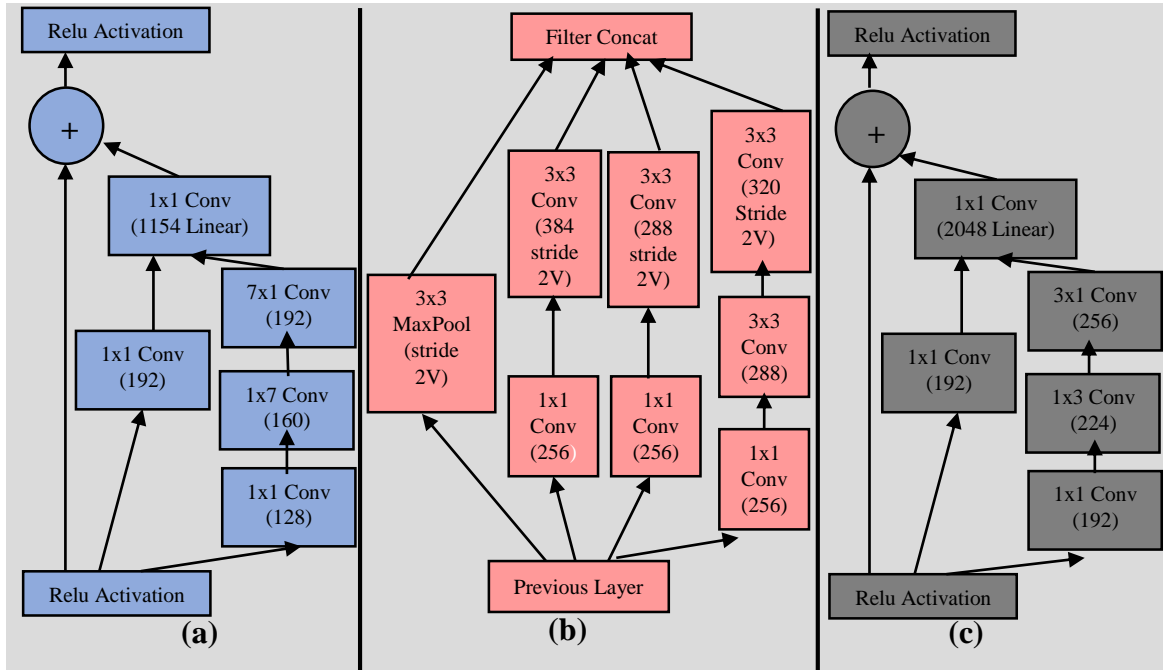 Relu Activation
+
1x1 Conv
(1154 Linear)
7x1 Conv
(192)
1x1 Conv
(192)
1x7 Conv
(160)
1x1 Conv
(128)
Relu Activation
(a)
Filter Concat
3x3
Conv
(320
Stride
2V)
3x3
Conv
(384
stride
2V)
3x3
Conv
(288
stride
2V)
3x3
MaxPool
(stride
2V)
3x3
Conv
(288)
1x1
Conv
(256)
1x1
Conv
(256)
1x1
Conv
(256)
Previous Layer
(b)
Relu Activation
+
1x1 Conv
(2048 Linear)
3x1 Conv
(256)
1x1 Conv
(192)
1x3 Conv
(224)
1x1 Conv
(192)
Relu Activation
(c)